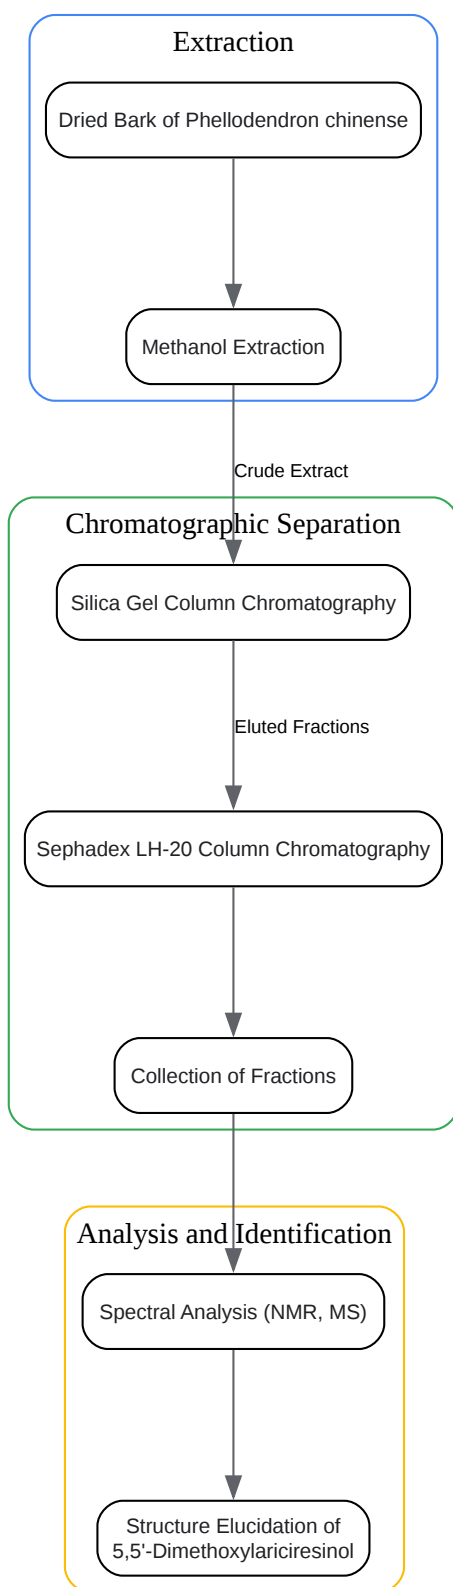 Extraction
Dried Bark of Phellodendron chinense
Methanol Extraction
Crude Extract
Chromatographic Separation
Silica Gel Column Chromatography
Eluted Fractions
Sephadex LH-20 Column Chromatography
Collection of Fractions
Analysis and Identification
Spectral Analysis (NMR, MS)
Structure Elucidation of
5,5'-Dimethoxylariciresinol